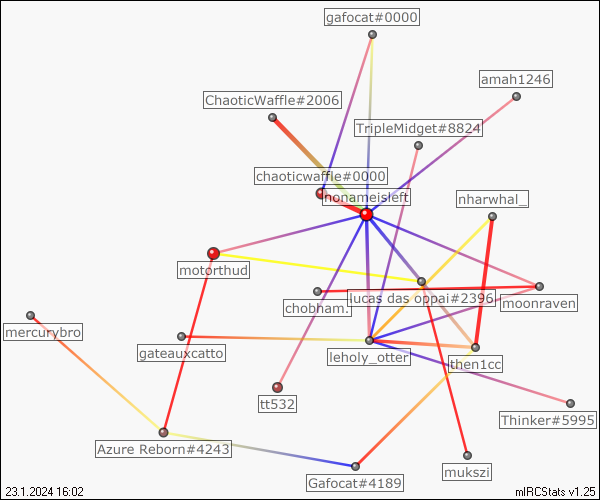 gafocat#0000
amah1246
ChaoticWaffle#2006
TripleMidget#8824
chaoticwaffle#0000
nonameisleft
nharwhal_
motorthud
lucas das oppai#2396
chobham.
moonraven
mercurybro
gateauxcatto
leholy_otter
then1cc
tt532
Thinker#5995
Azure Reborn#4243
mukszi
Gafocat#4189
23.1.2024 16:02
mIRCStats v1.25